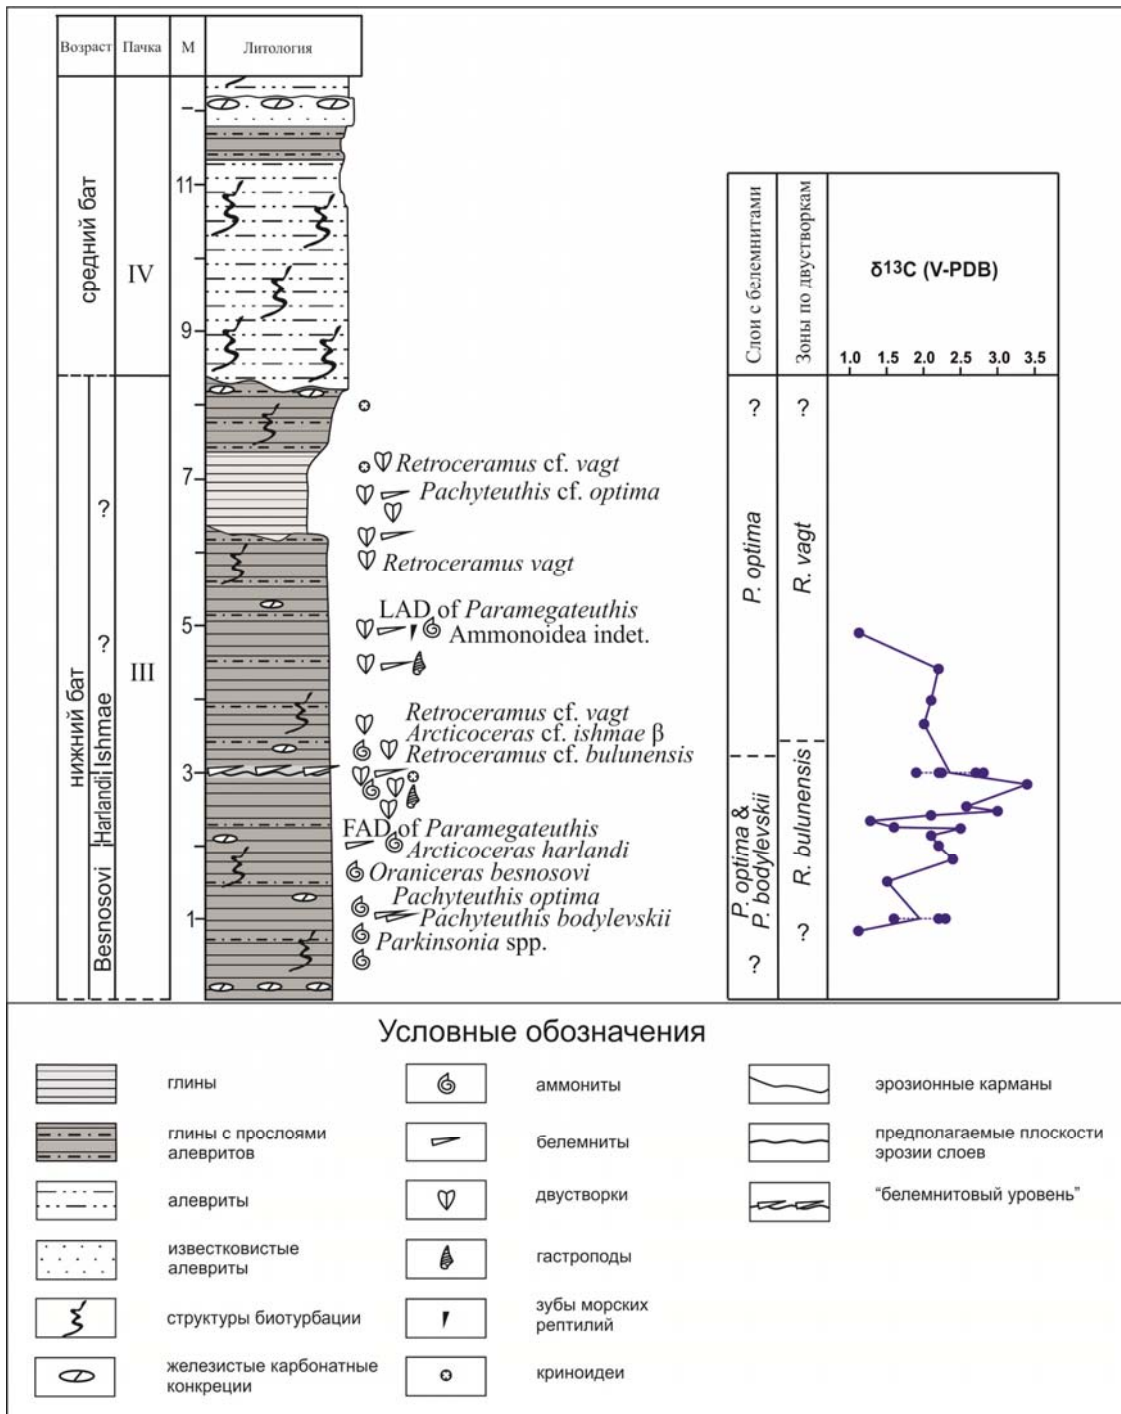 Возраст Пачка М Литология
11
9
7
5
3
1
средний бат
нижний бат
?
?
Ishmae
Harlandi
Besnosovi
IV
III
Retroceramus cf. vagt
Pachyteuthis cf. optima
Retroceramus vagt
LAD of Paramegateuthis
Ammonoidea indet.
Retroceramus cf. vagt
Arcticoceras cf. ishmae β
Retroceramus cf. bulunensis
FAD of Paramegateuthis
Arcticoceras harlandi
Oraniceras besnosovi
Pachyteuthis optima
Pachyteuthis bodylevskii
Parkinsonia spp.
Слои с белемнитами
Зоны по двустворкам
δ13C (V-PDB)
1.0 1.5 2.0 2.5 3.0 3.5
?
P. optima
P. optima &
P. bodylevskii
?
?
R. vagt
R. bulunensis
?
Условные обозначения
глины
глины с прослоями
алевритов
алевриты
известковистые
алевриты
структуры биотурбации
железистые карбонатные
конкреции
аммониты
белемниты
двустворки
гастроподы
зубы морских
рептилий
криноидеи
эрозионные карманы
предполагаемые плоскости
эрозии слоев
“белемнитовый уровень”